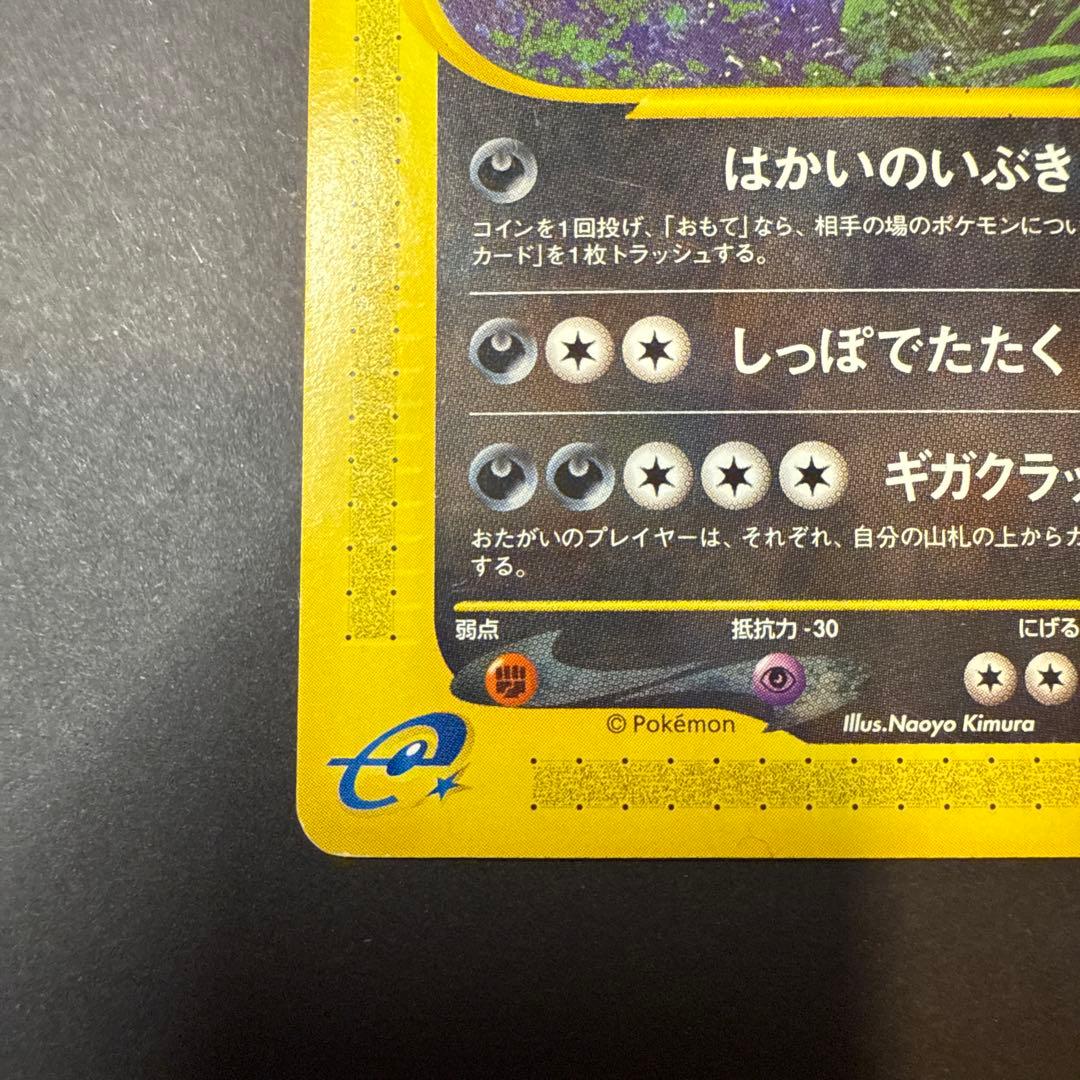 はかいのいぶき
コインを1回投げ、「おもて」なら、相手の場のポケモンについ
カード」を1枚トラッシュする。
しっぽでたたく
ギガクラッ
おたがいのプレイヤーは、それぞれ、自分の山札の上からカ
する。
弱点 抵抗力 -30 にげる
© Pokémon Illus.Naoyo Kimura
e